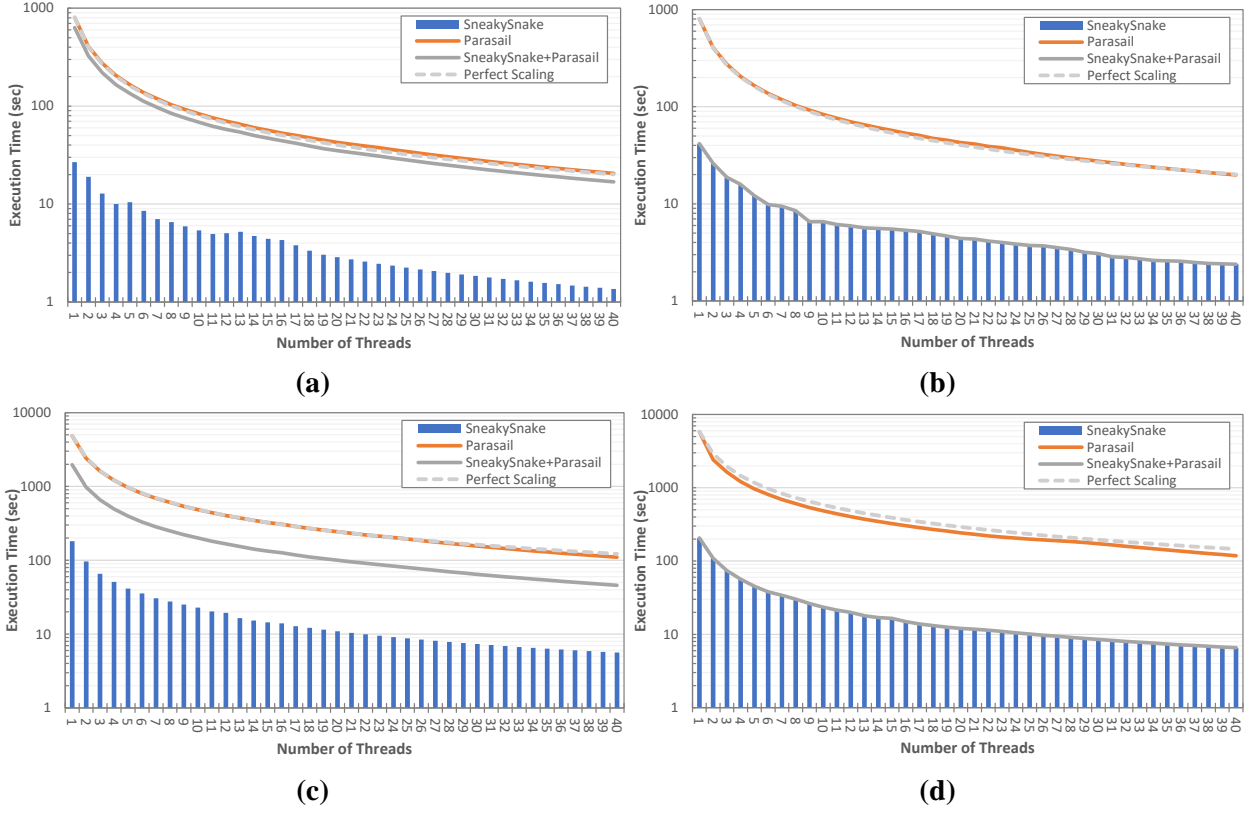 1000
100
10
1
Execution Time (sec)
SneakySnake
Parasail
SneakySnake+Parasail
Perfect Scaling
1 2 3 4 5 6 7 8 9 10 11 12 13 14 15 16 17 18 19 20 21 22 23 24 25 26 27 28 29 30 31 32 33 34 35 36 37 38 39 40
Number of Threads
(a)
1000
100
10
1
Execution Time (sec)
SneakySnake
Parasail
SneakySnake+Parasail
Perfect Scaling
1 2 3 4 5 6 7 8 9 10 11 12 13 14 15 16 17 18 19 20 21 22 23 24 25 26 27 28 29 30 31 32 33 34 35 36 37 38 39 40
Number of Threads
(b)
10000
1000
100
10
1
Execution Time (sec)
SneakySnake
Parasail
SneakySnake+Parasail
Perfect Scaling
1 2 3 4 5 6 7 8 9 10 11 12 13 14 15 16 17 18 19 20 21 22 23 24 25 26 27 28 29 30 31 32 33 34 35 36 37 38 39 40
Number of Threads
(c)
10000
1000
100
10
1
Execution Time (sec)
SneakySnake
Parasail
SneakySnake+Parasail
Perfect Scaling
1 2 3 4 5 6 7 8 9 10 11 12 13 14 15 16 17 18 19 20 21 22 23 24 25 26 27 28 29 30 31 32 33 34 35 36 37 38 39 40
Number of Threads
(d)